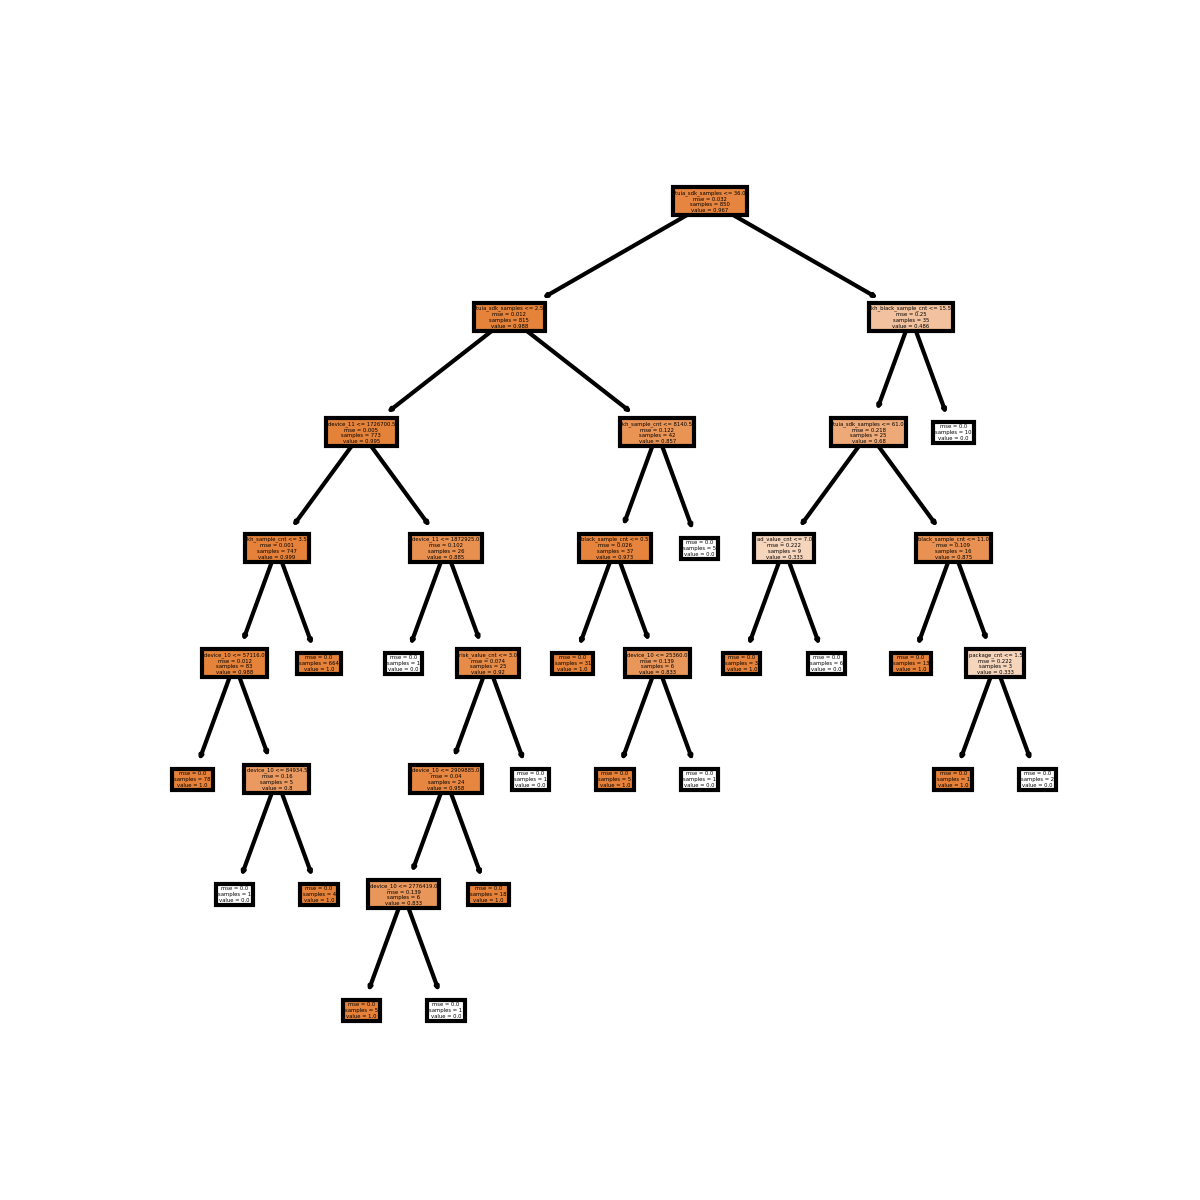 tuia_sdk_samples <= 36.0
mse = 0.032
samples = 850
value = 0.967
tuia_sdk_samples <= 2.5
mse = 0.012
samples = 815
value = 0.988
kh_black_sample_cnt <= 15.5
mse = 0.25
samples = 35
value = 0.486
device_11 <= 1726700.5
mse = 0.005
samples = 773
value = 0.995
kh_sample_cnt <= 8140.5
mse = 0.122
samples = 42
value = 0.857
tuia_sdk_samples <= 61.0
mse = 0.218
samples = 25
value = 0.68
mse = 0.0
samples = 10
value = 0.0
kh_sample_cnt <= 3.5
mse = 0.001
samples = 747
value = 0.999
device_11 <= 1872925.0
mse = 0.102
samples = 26
value = 0.885
black_sample_cnt <= 0.5
mse = 0.026
samples = 37
value = 0.973
mse = 0.0
samples = 5
value = 0.0
ad_value_cnt <= 7.0
mse = 0.222
samples = 9
value = 0.333
black_sample_cnt <= 11.0
mse = 0.109
samples = 16
value = 0.875
device_10 <= 57116.0
mse = 0.012
samples = 83
value = 0.988
mse = 0.0
samples = 664
value = 1.0
mse = 0.0
samples = 1
value = 0.0
risk_value_cnt <= 3.0
mse = 0.074
samples = 25
value = 0.92
mse = 0.0
samples = 31
value = 1.0
device_10 <= 25360.0
mse = 0.139
samples = 6
value = 0.833
mse = 0.0
samples = 3
value = 1.0
mse = 0.0
samples = 6
value = 0.0
mse = 0.0
samples = 13
value = 1.0
package_cnt <= 1.5
mse = 0.222
samples = 3
value = 0.333
mse = 0.0
samples = 78
value = 1.0
device_10 <= 84934.5
mse = 0.16
samples = 5
value = 0.8
device_10 <= 2909885.0
mse = 0.04
samples = 24
value = 0.958
mse = 0.0
samples = 1
value = 0.0
mse = 0.0
samples = 5
value = 1.0
mse = 0.0
samples = 1
value = 0.0
mse = 0.0
samples = 1
value = 1.0
mse = 0.0
samples = 2
value = 0.0
mse = 0.0
samples = 1
value = 0.0
mse = 0.0
samples = 4
value = 1.0
device_10 <= 2776419.0
mse = 0.139
samples = 6
value = 0.833
mse = 0.0
samples = 18
value = 1.0
mse = 0.0
samples = 5
value = 1.0
mse = 0.0
samples = 1
value = 0.0